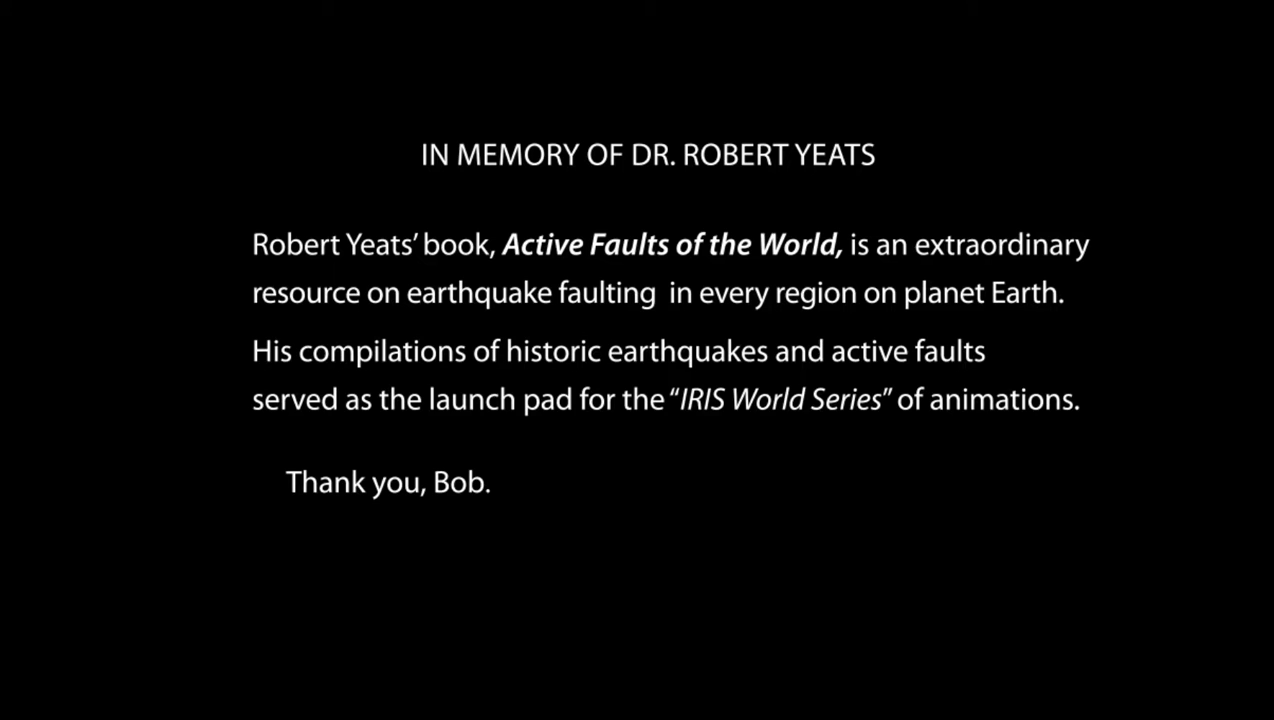 IN MEMORY OF DR. ROBERT YEATS
Robert Yeats’ book, Active Faults of the World, is an extraordinary
resource on earthquake faulting  in every region on planet Earth.
His compilations of historic earthquakes and active faults
served as the launch pad for the “IRIS World Series” of animations.
Thank you, Bob.